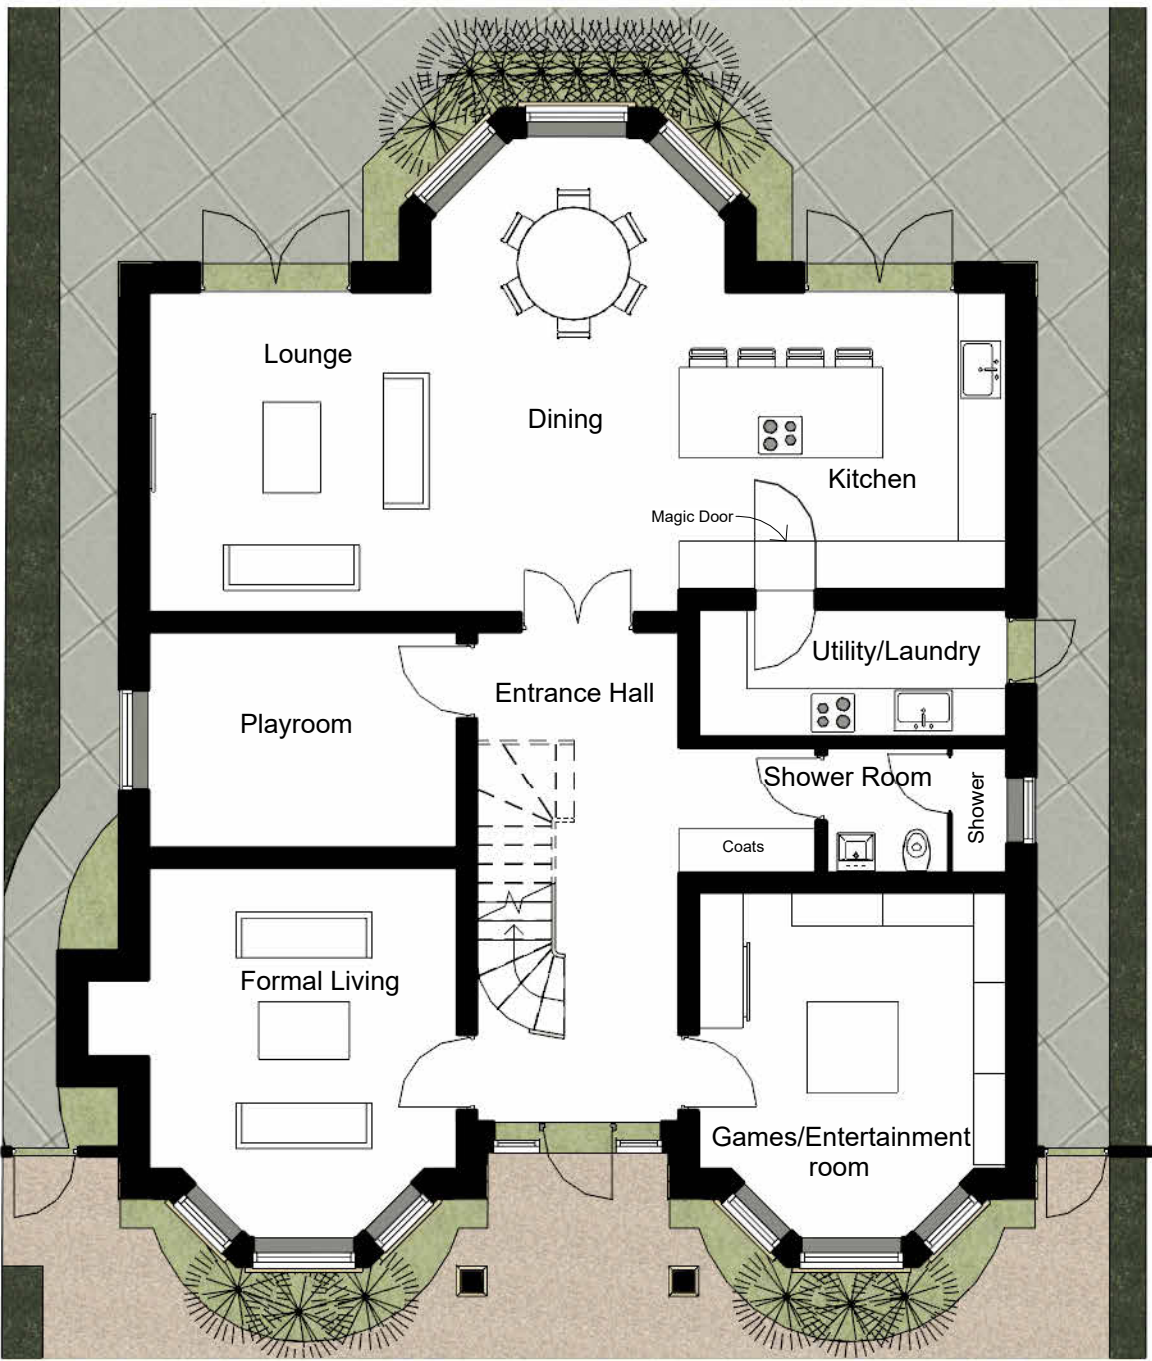 Lounge
Dining
Kitchen
Magic Door
Utility/Laundry
Entrance Hall
Playroom
Shower Room
Shower
Coats
Formal Living
Games/Entertainment
room